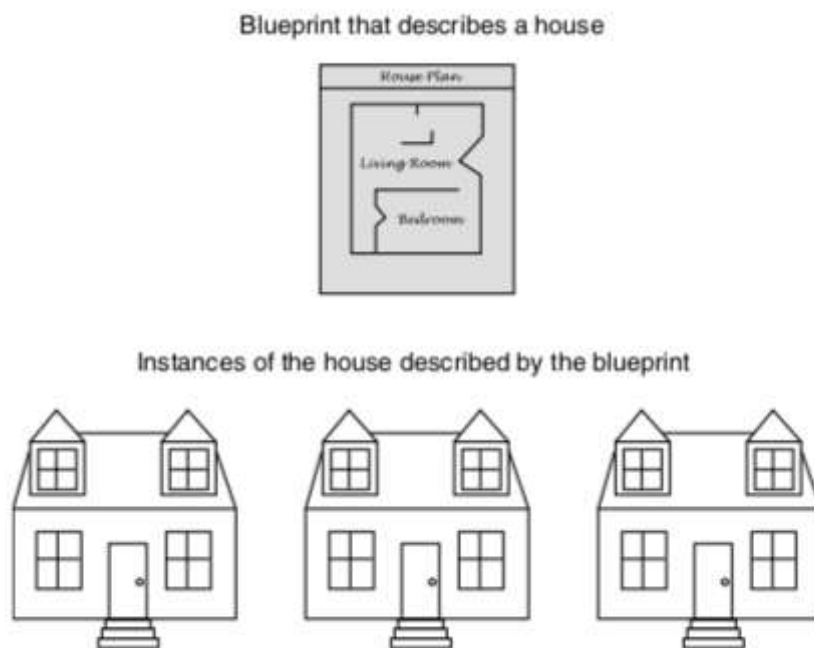 Blueprint that describes a house
House Plan
Living Room
Bedroom
Instances of the house described by the blueprint